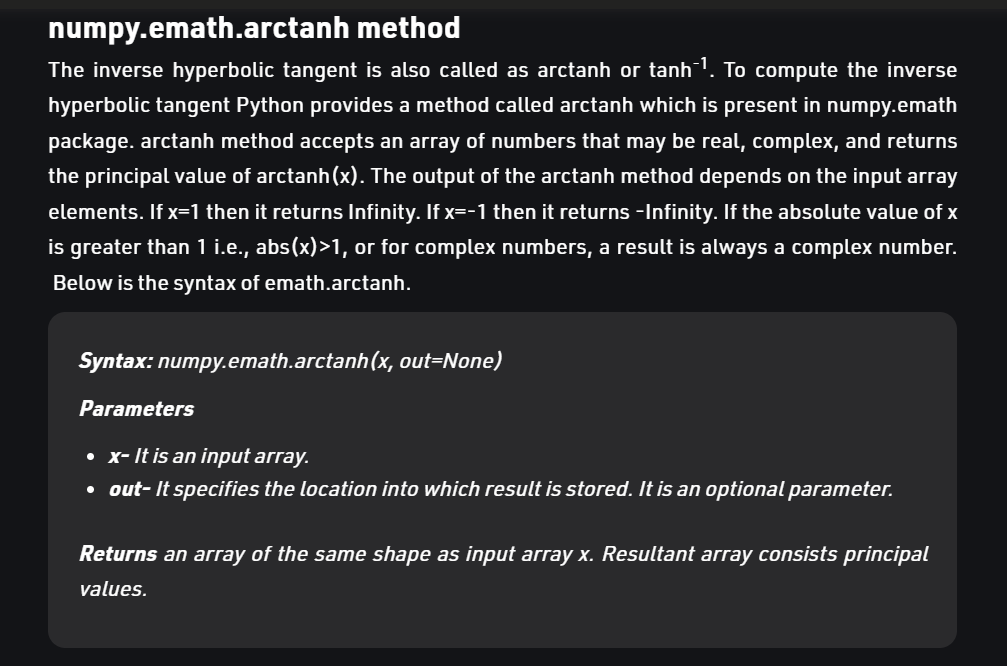 numpy.emath.arctanh method
The inverse hyperbolic tangent is also called as arctanh or tanh⁻¹. To compute the inverse
hyperbolic tangent Python provides a method called arctanh which is present in numpy.emath
package. arctanh method accepts an array of numbers that may be real, complex, and returns
the principal value of arctanh(x). The output of the arctanh method depends on the input array
elements. If x=1 then it returns Infinity. If x=-1 then it returns -Infinity. If the absolute value of x
is greater than 1 i.e., abs(x)>1, or for complex numbers, a result is always a complex number.
Below is the syntax of emath.arctanh.
Syntax: numpy.emath.arctanh(x, out=None)
Parameters
• x- It is an input array.
• out- It specifies the location into which result is stored. It is an optional parameter.
Returns an array of the same shape as input array x. Resultant array consists principal
values.